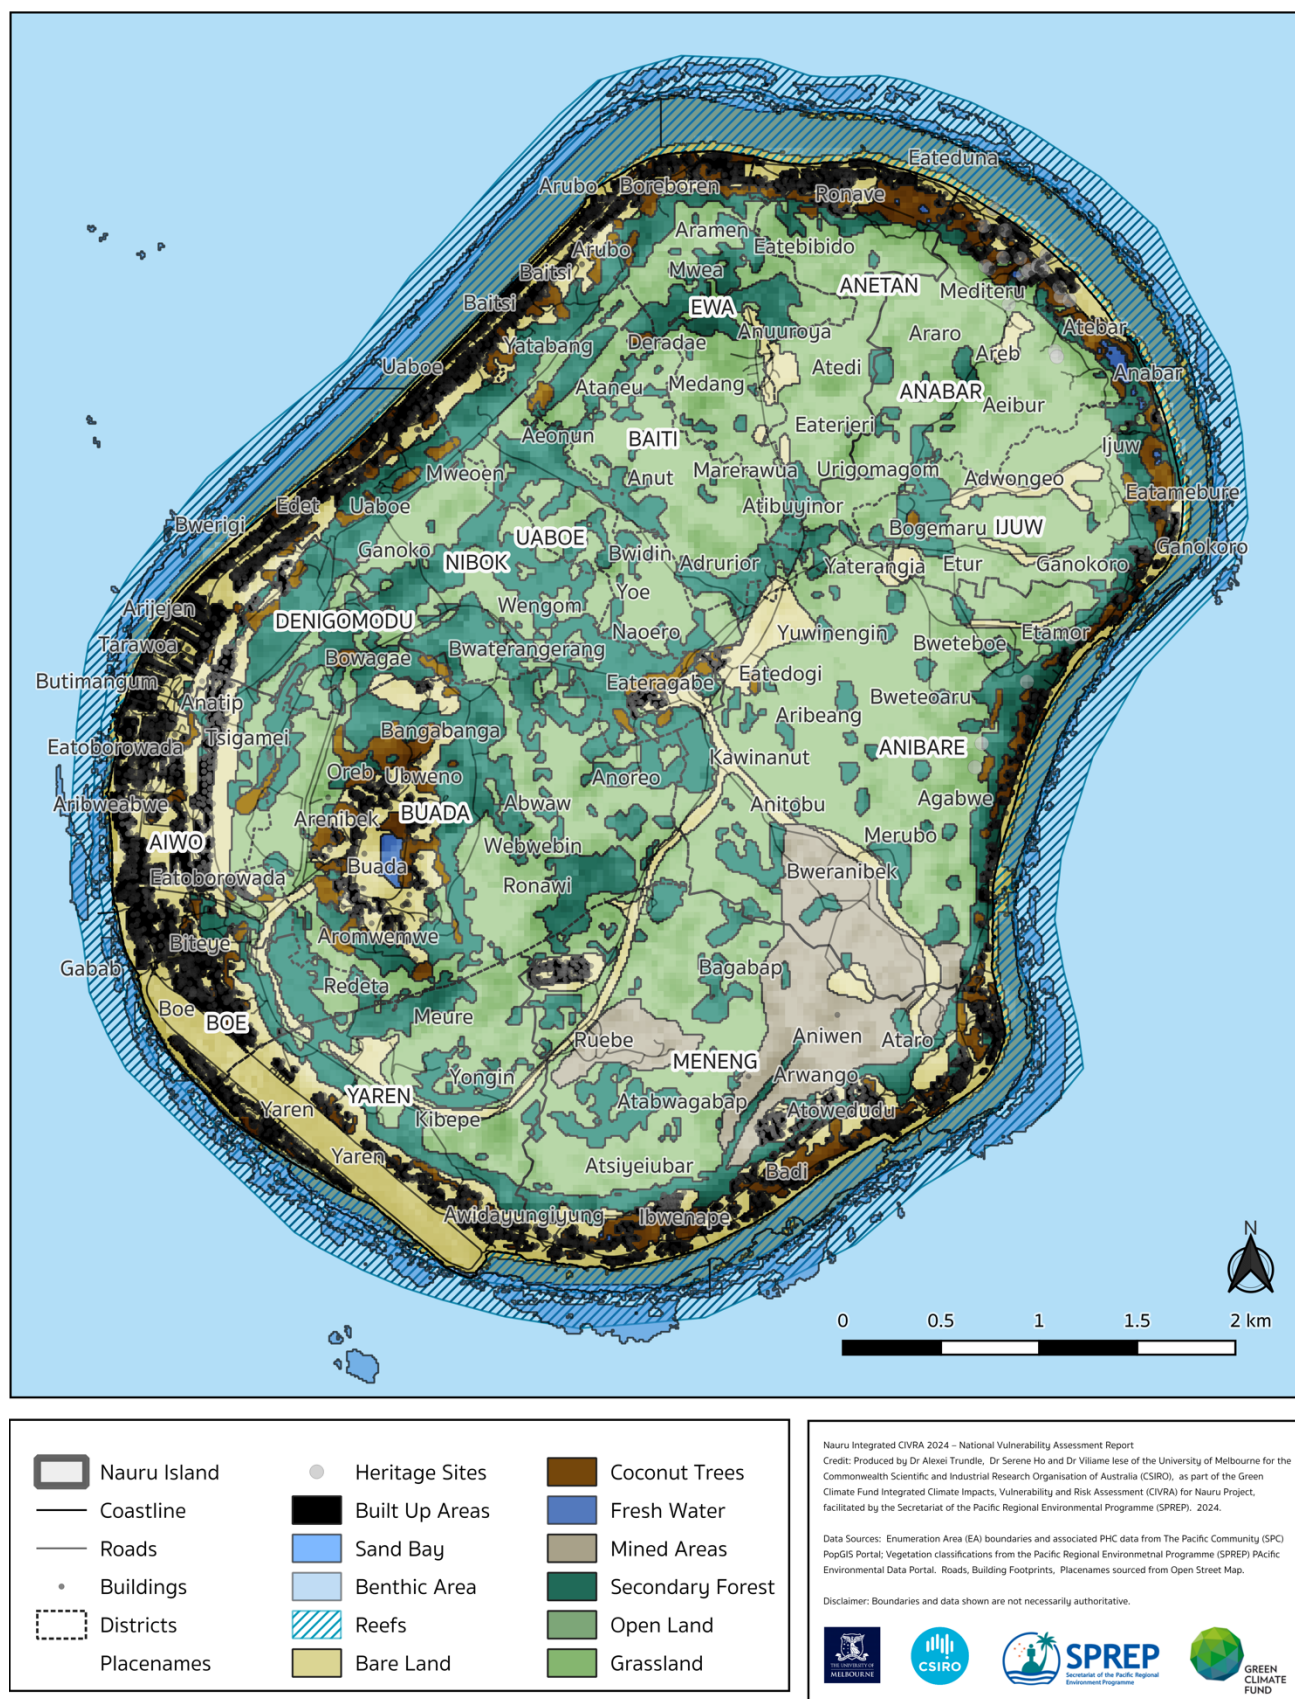 Eateduna
Arubo
Boreboren
Ronave
Aramen
Arubo
Eatebibido
Baitsi
Mwea
ANETAN
Mediteru
Baitsi
EWA
Anuuroya
Araro
Atebar
Yatabang
Deradae
Areb
Uaboe
Medang
Atedi
Anabar
Ataneu
ANABAR
Aeibur
Aeonun
BAITI
Eaterieri
Ijuw
Mweoen
Anut
Marerawua
Urigomagom
Adwongeo
Eatamebure
Edet
Uaboe
Atibuyinor
Bwerigi
Bogemaru
IJUW
UABOE
Ganoko
Bwidin
Ganokoro
NIBOK
Adrurior
Yaterangia
Etur
Ganokoro
Yoe
Arijejen
Wengom
DENIGOMODU
Naoero
Yuwinengin
Etamor
Tarawoa
Bwaterangerang
Bweteboe
Bowagae
Butimangum
Eateragabe
Eatedogi
Bweteoaru
Anatip
Aribeang
Bangabanga
Tsigamei
Eatoborowada
Kawinanut
ANIBARE
Oreb
Ubweno
Anoreo
Aribweabwe
Abwaw
Anitobu
Agabwe
Arenibek
BUADA
AIWO
Webwebin
Merubo
Buada
Bweranibek
Eatoborowada
Ronawi
Aromwemwe
Biteye
Gabab
Bagabap
Redeta
Boe
BOE
Meure
Ruebe
Aniwen
Ataro
MENENG
Yongin
Arwango
YAREN
Yaren
Atabwagabap
Atowedudu
Kibepe
Yaren
Atsiyeiubar
Badi
Awidayungiyung
Ibwenape
N
0 0.5 1 1.5 2 km
Nauru Island
Coastline
Roads
Buildings
Districts
Placenames
Heritage Sites
Built Up Areas
Sand Bay
Benthic Area
Reefs
Bare Land
Coconut Trees
Fresh Water
Mined Areas
Secondary Forest
Open Land
Grassland
Nauru Integrated CIVRA 2024 – National Vulnerability Assessment Report
Credit: Produced by Dr Alexei Trundle, Dr Serene Ho and Dr Viliame Iese of the University of Melbourne for the
Commonwealth Scientific and Industrial Research Organisation of Australia (CSIRO), as part of the Green
Climate Fund Integrated Climate Impacts, Vulnerability and Risk Assessment (CIVRA) for Nauru Project,
facilitated by the Secretariat of the Pacific Regional Environmental Programme (SPREP). 2024.
Data Sources: Enumeration Area (EA) boundaries and associated PHC data from The Pacific Community (SPC)
PopGIS Portal; Vegetation classifications from the Pacific Regional Environmetnal Programme (SPREP) PAcific
Environmental Data Portal. Roads, Building Footprints, Placenames sourced from Open Street Map.
Disclaimer: Boundaries and data shown are not necessarily authoritative.
THE UNIVERSITY OF
MELBOURNE
CSIRO
SPREP
Secretariat of the Pacific Regional
Environment Programme
GREEN
CLIMATE
FUND